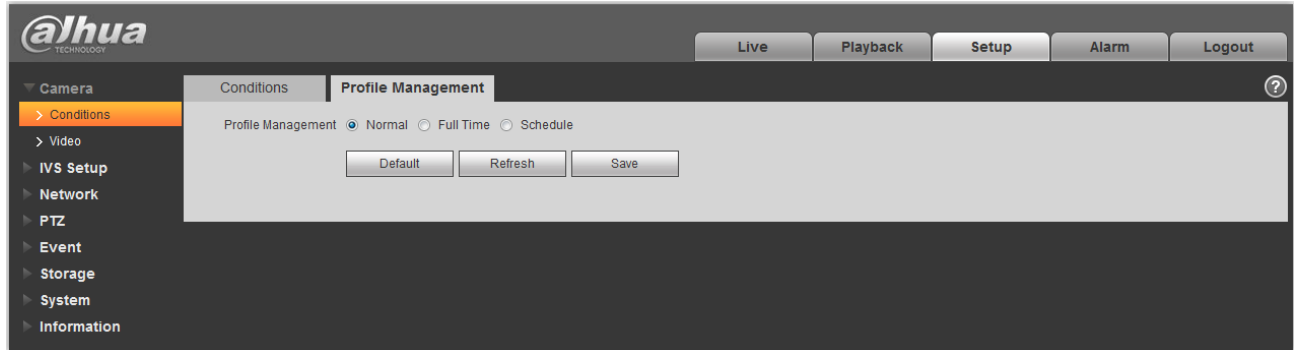 alhua
TECHNOLOGY
Live Playback Setup Alarm Logout
Camera
Conditions
Video
IVS Setup
Network
PTZ
Event
Storage
System
Information
Conditions Profile Management
?
Profile Management Normal Full Time Schedule
Default Refresh Save